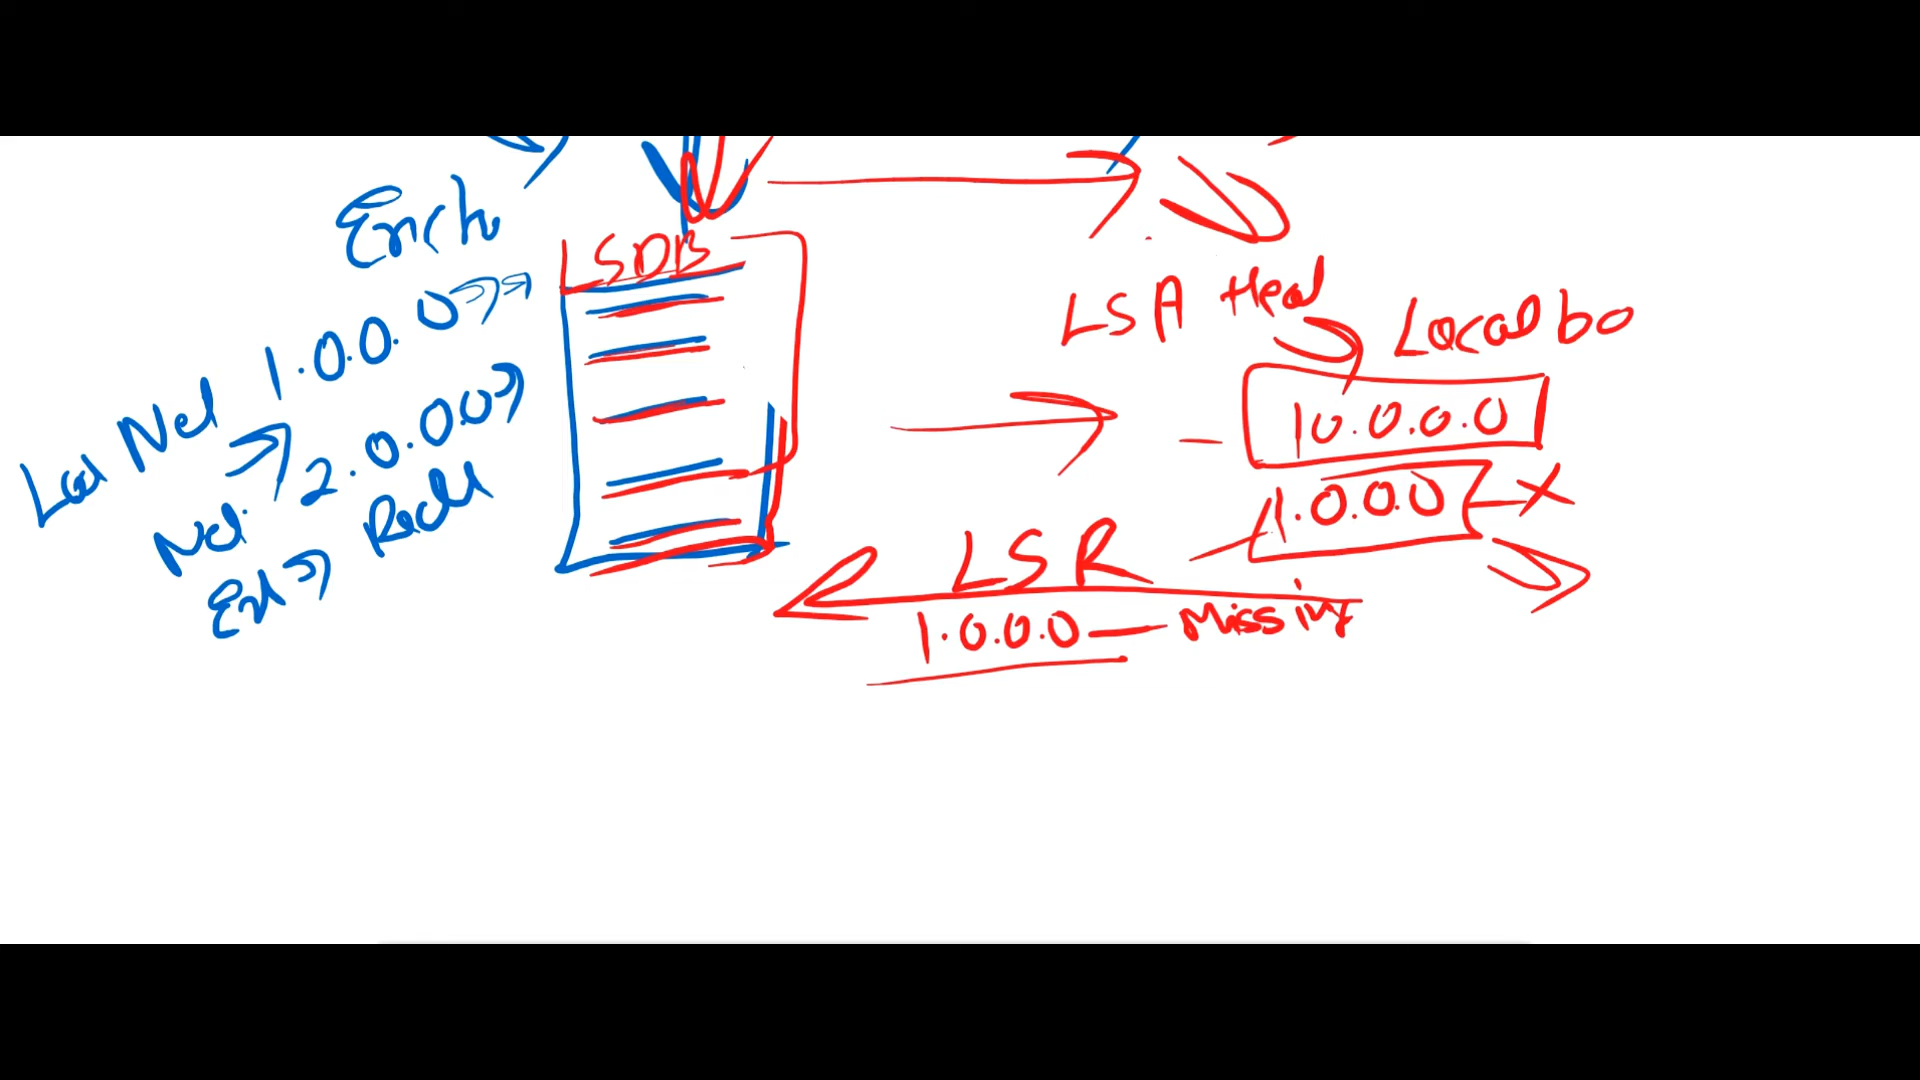 LSDB
1.0.0.0
Net
2.0.0.0
Net.
LSA Head
Local bo
10.0.0.0
1.0.0.0 X
LSR
1.0.0.0 — Missing